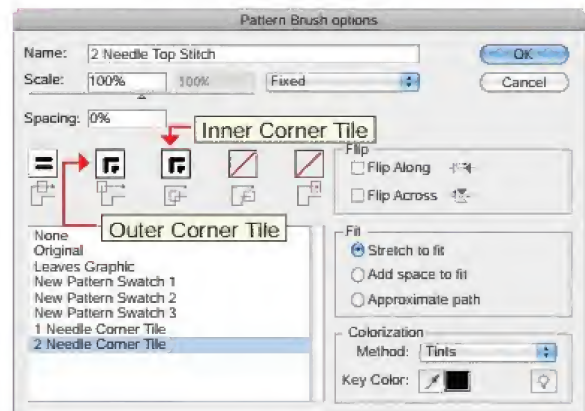 Pattern Brush options
Name: 2 Needle Top Stitch
OK
Scale: 100% 100% Fixed
Cancel
Spacing: 0%
Inner Corner Tile
Flip
Flip Along
Flip Across
Outer Corner Tile
None
Original
Leaves Graphic
New Pattern Swatch 1
New Pattern Swatch 2
New Pattern Swatch 3
1 Needle Corner Tile
2 Needle Corner Tile
Fit
Stretch to fit
Add space to fit
Approximate path
Colorization
Method: Tints
Key Color: